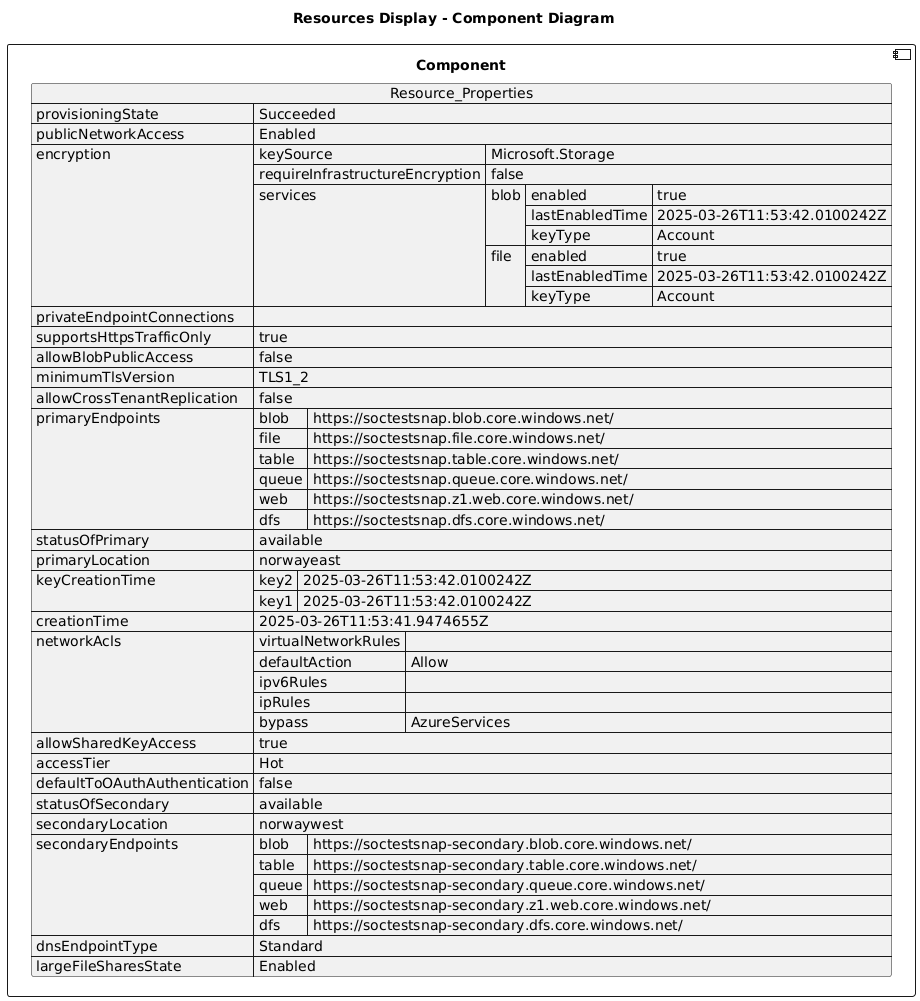 Resources Display - Component Diagram
Component
Resource_Properties
provisioningState Succeeded
publicNetworkAccess Enabled
encryption keySource Microsoft.Storage
requireInfrastructureEncryption false
services blob enabled true
lastEnabledTime 2025-03-26T11:53:42.0100242Z
keyType Account
file enabled true
lastEnabledTime 2025-03-26T11:53:42.0100242Z
keyType Account
privateEndpointConnections
supportsHttpsTrafficOnly true
allowBlobPublicAccess false
minimumTlsVersion TLS1_2
allowCrossTenantReplication false
primaryEndpoints blob https://soctestsnap.blob.core.windows.net/
file https://soctestsnap.file.core.windows.net/
table https://soctestsnap.table.core.windows.net/
queue https://soctestsnap.queue.core.windows.net/
web https://soctestsnap.z1.web.core.windows.net/
dfs https://soctestsnap.dfs.core.windows.net/
statusOfPrimary available
primaryLocation norwayeast
keyCreationTime key2 2025-03-26T11:53:42.0100242Z
key1 2025-03-26T11:53:42.0100242Z
creationTime 2025-03-26T11:53:41.9474655Z
networkAcls virtualNetworkRules
defaultAction Allow
ipv6Rules
ipRules
bypass AzureServices
allowSharedKeyAccess true
accessTier Hot
defaultToOAuthAuthentication false
statusOfSecondary available
secondaryLocation norwaywest
secondaryEndpoints blob https://soctestsnap-secondary.blob.core.windows.net/
table https://soctestsnap-secondary.table.core.windows.net/
queue https://soctestsnap-secondary.queue.core.windows.net/
web https://soctestsnap-secondary.z1.web.core.windows.net/
dfs https://soctestsnap-secondary.dfs.core.windows.net/
dnsEndpointType Standard
largeFileSharesState Enabled